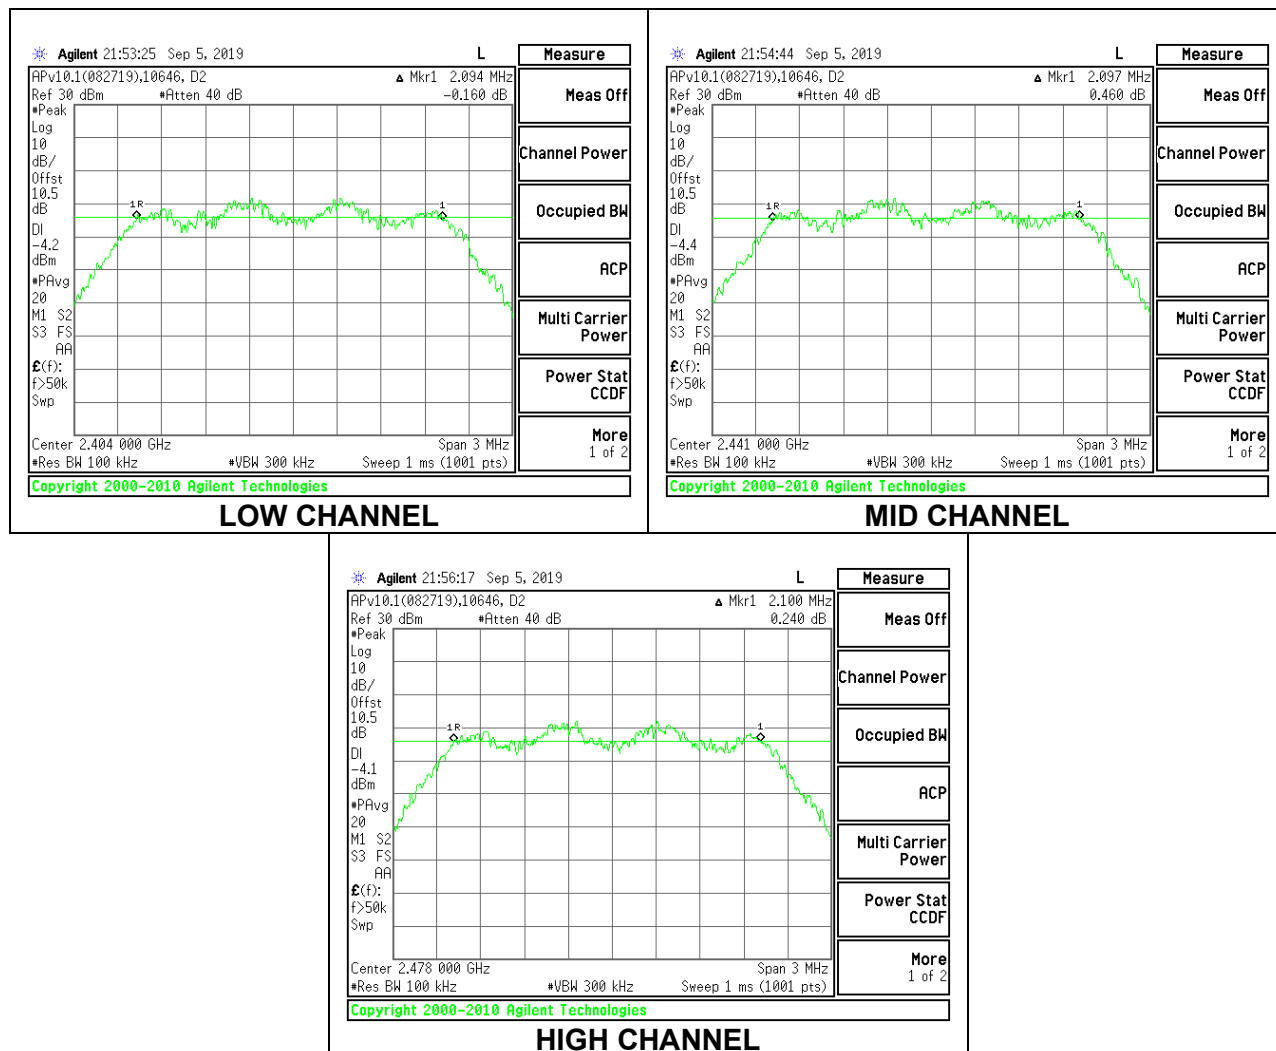 Agilent 21:53:25 Sep 5, 2019 L
APv10.1(082719),10646, D2 Δ Mkr1 2.094 MHz
Ref 30 dBm #Atten 40 dB -0.160 dB
#Peak
Log
10
dB/
Offst
10.5
dB
DI
-4.2
dBm
#PAvg
20
M1 S2
S3 FS
AA
£(f):
f>50k
Swp
1R
1
Center 2.404 000 GHz Span 3 MHz
#Res BW 100 kHz #VBW 300 kHz Sweep 1 ms (1001 pts)
Copyright 2000-2010 Agilent Technologies
Measure
Meas Off
Channel Power
Occupied BW
ACP
Multi Carrier
Power
Power Stat
CCDF
More
1 of 2
LOW CHANNEL
Agilent 21:54:44 Sep 5, 2019 L
APv10.1(082719),10646, D2 Δ Mkr1 2.097 MHz
Ref 30 dBm #Atten 40 dB 0.460 dB
#Peak
Log
10
dB/
Offst
10.5
dB
DI
-4.4
dBm
#PAvg
20
M1 S2
S3 FS
AA
£(f):
f>50k
Swp
1R
1
Center 2.441 000 GHz Span 3 MHz
#Res BW 100 kHz #VBW 300 kHz Sweep 1 ms (1001 pts)
Copyright 2000-2010 Agilent Technologies
Measure
Meas Off
Channel Power
Occupied BW
ACP
Multi Carrier
Power
Power Stat
CCDF
More
1 of 2
MID CHANNEL
Agilent 21:56:17 Sep 5, 2019 L
APv10.1(082719),10646, D2 Δ Mkr1 2.100 MHz
Ref 30 dBm #Atten 40 dB 0.240 dB
#Peak
Log
10
dB/
Offst
10.5
dB
DI
-4.1
dBm
#PAvg
20
M1 S2
S3 FS
AA
£(f):
f>50k
Swp
1R
1
Center 2.478 000 GHz Span 3 MHz
#Res BW 100 kHz #VBW 300 kHz Sweep 1 ms (1001 pts)
Copyright 2000-2010 Agilent Technologies
Measure
Meas Off
Channel Power
Occupied BW
ACP
Multi Carrier
Power
Power Stat
CCDF
More
1 of 2
HIGH CHANNEL